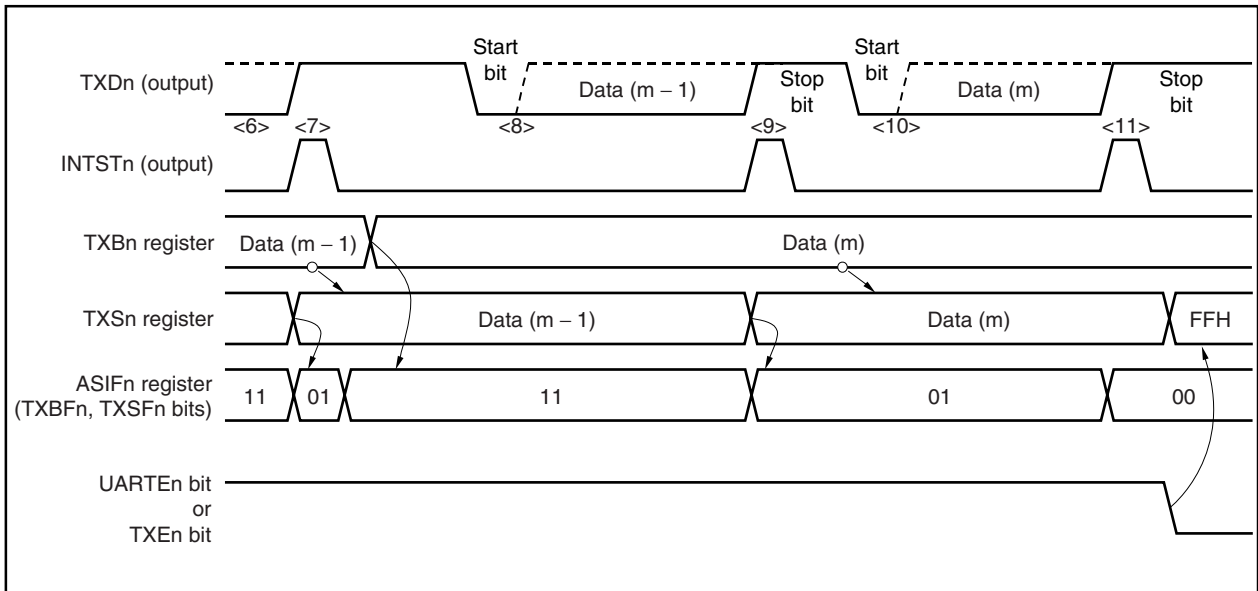 Start
bit
Start
bit
TXDn (output)
Data (m – 1)
Stop
bit
Data (m)
Stop
bit
<6> <7> <8> <9> <10> <11>
INTSTn (output)
TXBn register
Data (m – 1)
Data (m)
TXSn register
Data (m – 1)
Data (m)
FFH
ASIFn register
(TXBFn, TXSFn bits)
11 01 11 01 00
UARTEn bit
or
TXEn bit